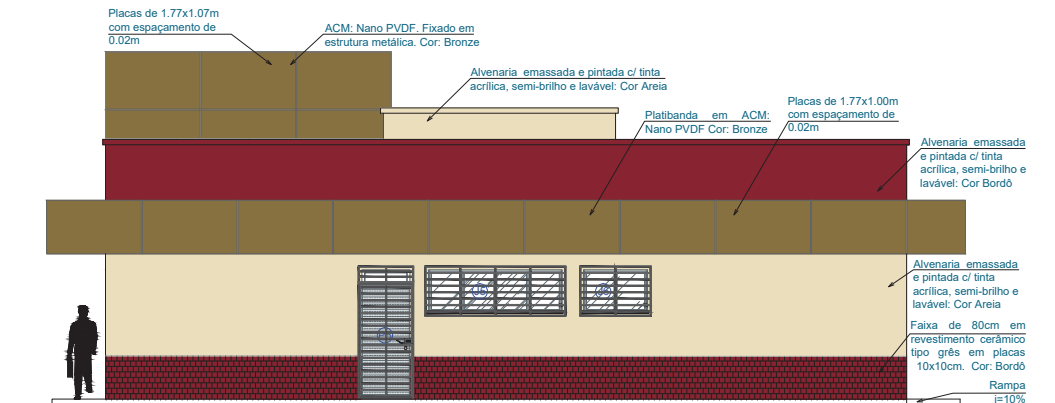 Placas de 1.77x1.07m
com espaçamento de
0.02m
ACM: Nano PVDF. Fixado em
estrutura metálica. Cor: Bronze
Alvenaria emassada e pintada c/ tinta
acrílica, semi-brilho e lavável: Cor Areia
Platibanda em ACM:
Nano PVDF Cor: Bronze
Placas de 1.77x1.00m
com espaçamento de
0.02m
Alvenaria emassada
e pintada c/ tinta
acrílica, semi-brilho e
lavável: Cor Bordô
Alvenaria emassada
e pintada c/ tinta
acrílica, semi-brilho e
lavável: Cor Areia
Faixa de 80cm em
revestimento cerâmico
tipo grês em placas
10x10cm. Cor: Bordô
Rampa
i=10%